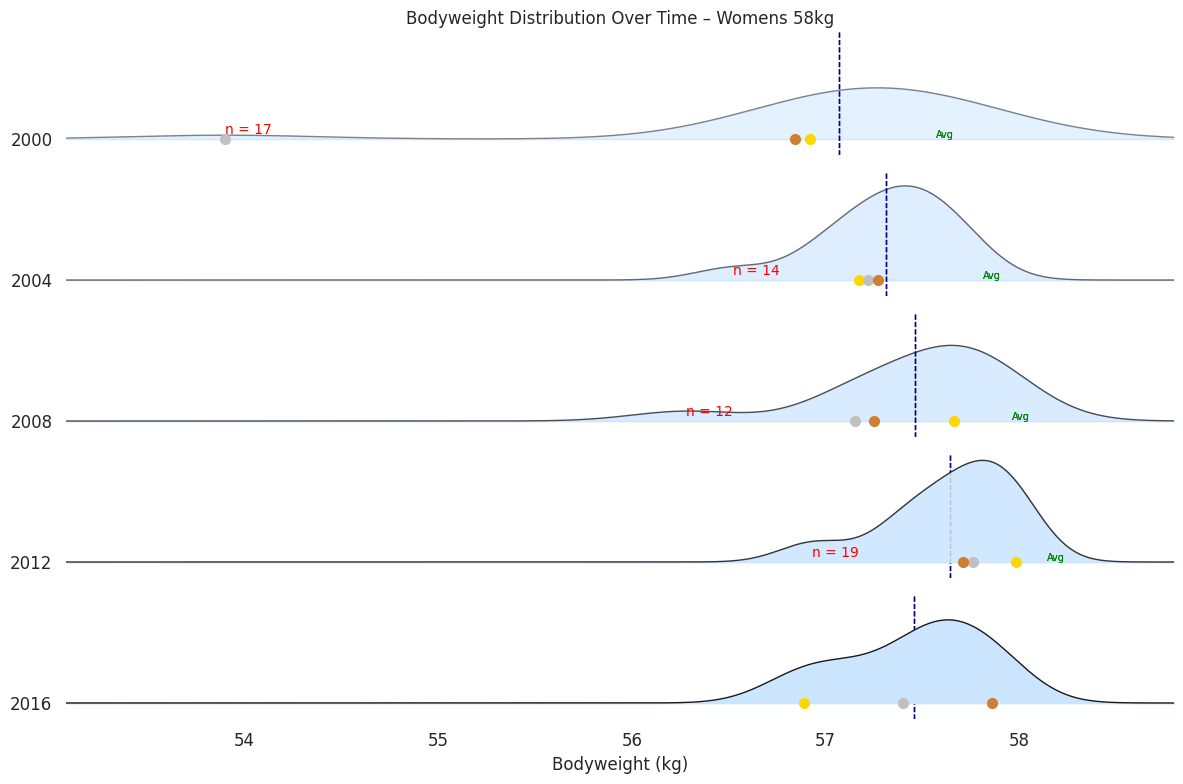 Bodyweight Distribution Over Time – Womens 58kg
n = 17
2000
Avg
n = 14
2004
Avg
n = 12
2008
Avg
n = 19
2012
Avg
2016
54 55 56 57 58
Bodyweight (kg)